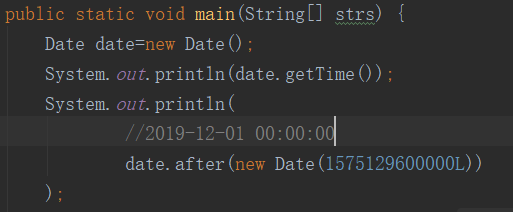 public static void main(String[] strs) {
Date date=new Date();
System.out.println(date.getTime());
System.out.println(
//2019-12-01 00:00:00
date.after(new Date(1575129600000L))
);